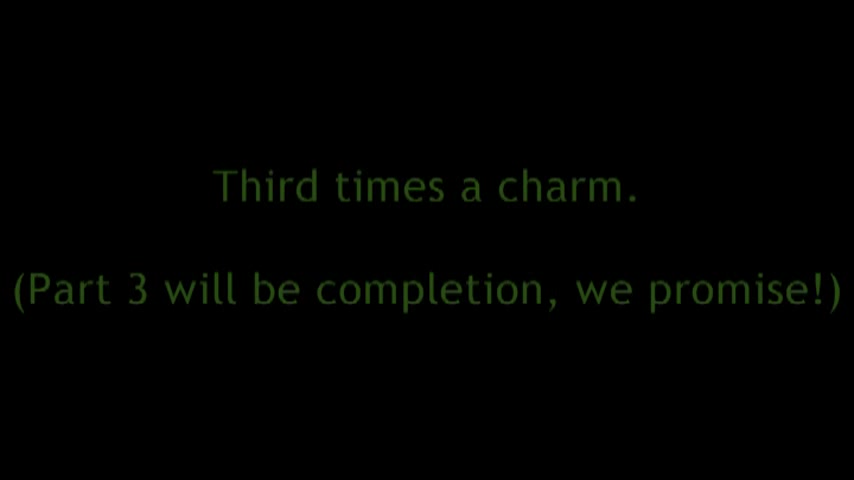 Third times a charm.
(Part 3 will be completion, we promise!)